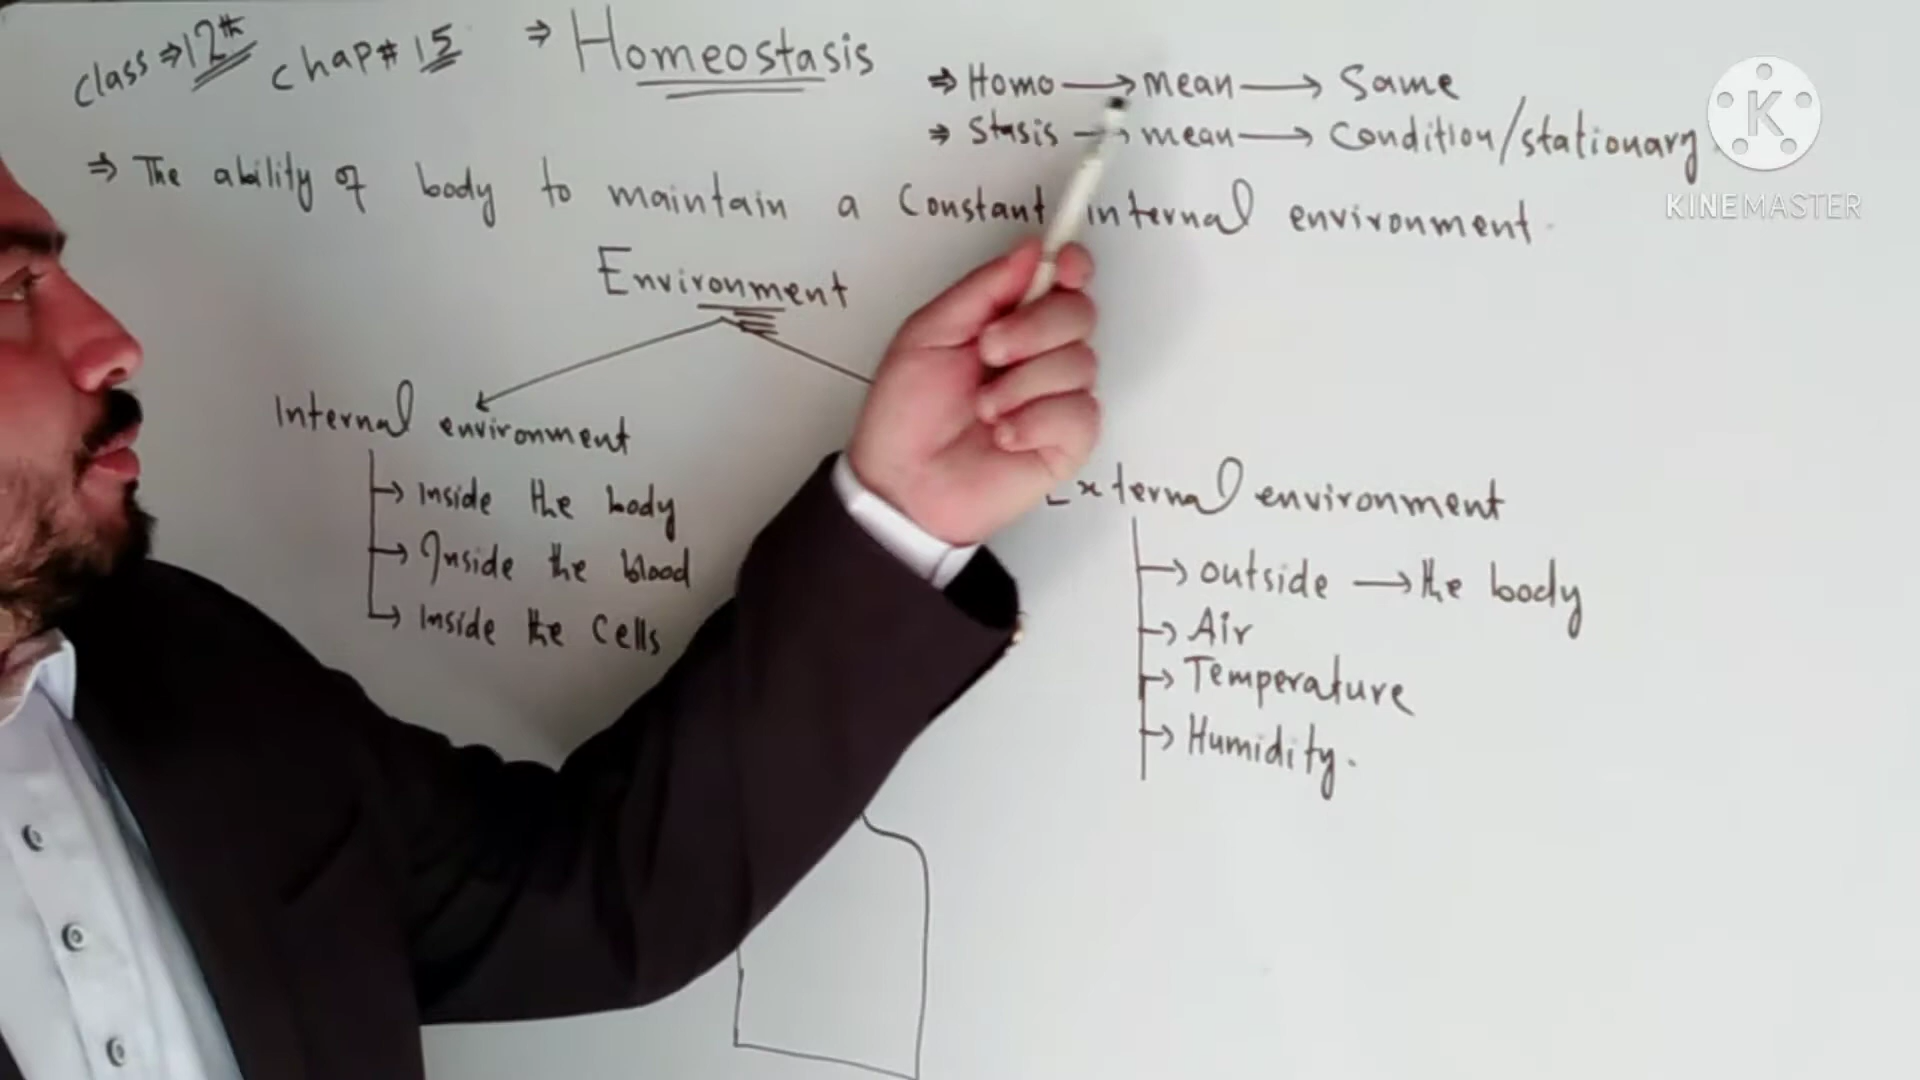 class ⇒ 12th chap # 15 ⇒ Homeostasis
⇒ Homo → mean → Same
⇒ Stasis → mean → Condition/stationary
⇒ The ability of body to maintain a Constant internal environment.
Environment
Internal environment
→ Inside the body
→ Inside the blood
→ Inside the Cells
External environment
→ outside → the body
→ Air
→ Temperature
→ Humidity.
K
KINEMASTER